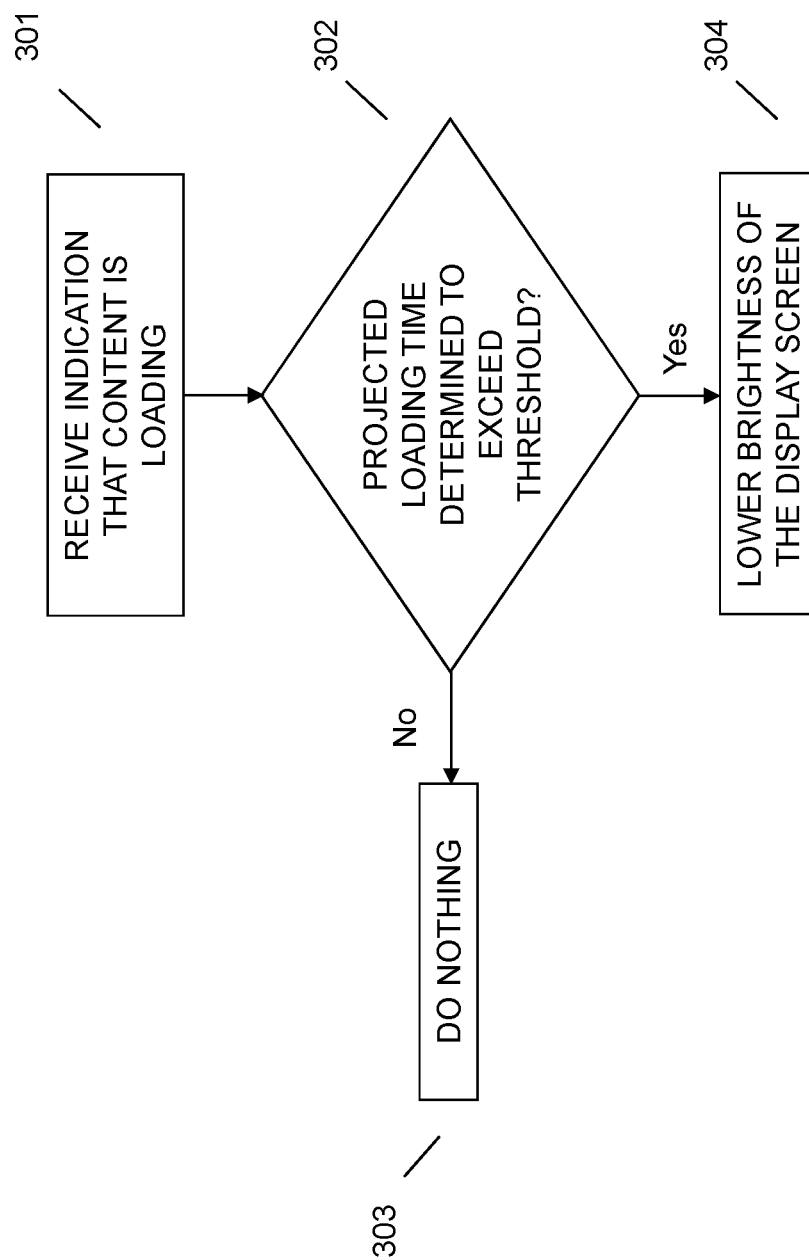 301
RECEIVE INDICATION
THAT CONTENT IS
LOADING
302
PROJECTED
LOADING TIME
DETERMINED TO
EXCEED
THRESHOLD?
No
303
DO NOTHING
Yes
304
LOWER BRIGHTNESS OF
THE DISPLAY SCREEN